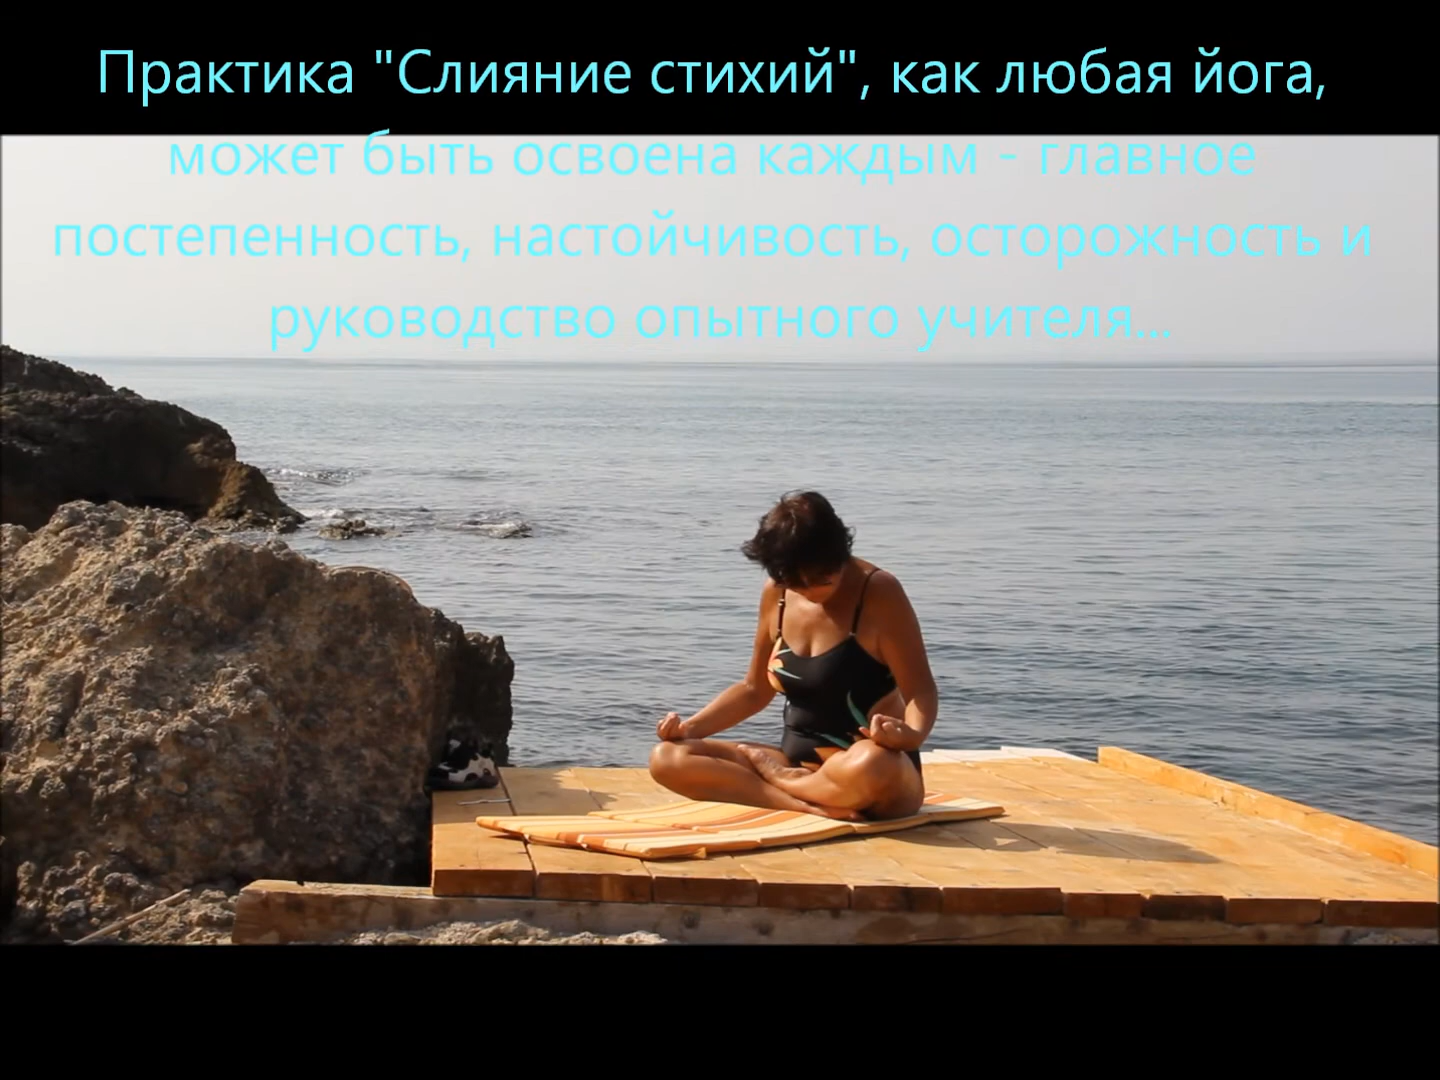 Практика "Слияние стихий", как любая йога,
может быть освоена каждым - главное
постепенность, настойчивость, осторожность и
руководство опытного учителя...